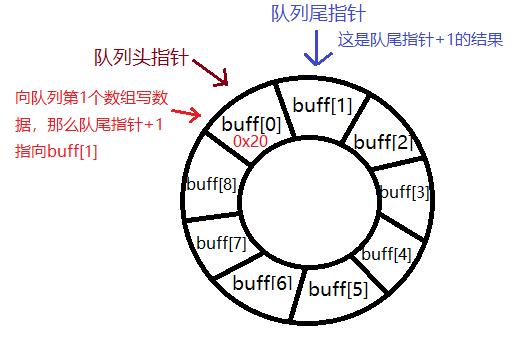 队列尾指针
这是队尾指针+1的结果
队列头指针
向队列第1个数组写数
据，那么队尾指针+1
指向buff[1]
buff[0]
0x20
buff[1]
buff[2]
buff[3]
buff[4]
buff[5]
buff[6]
buff[7]
buff[8]